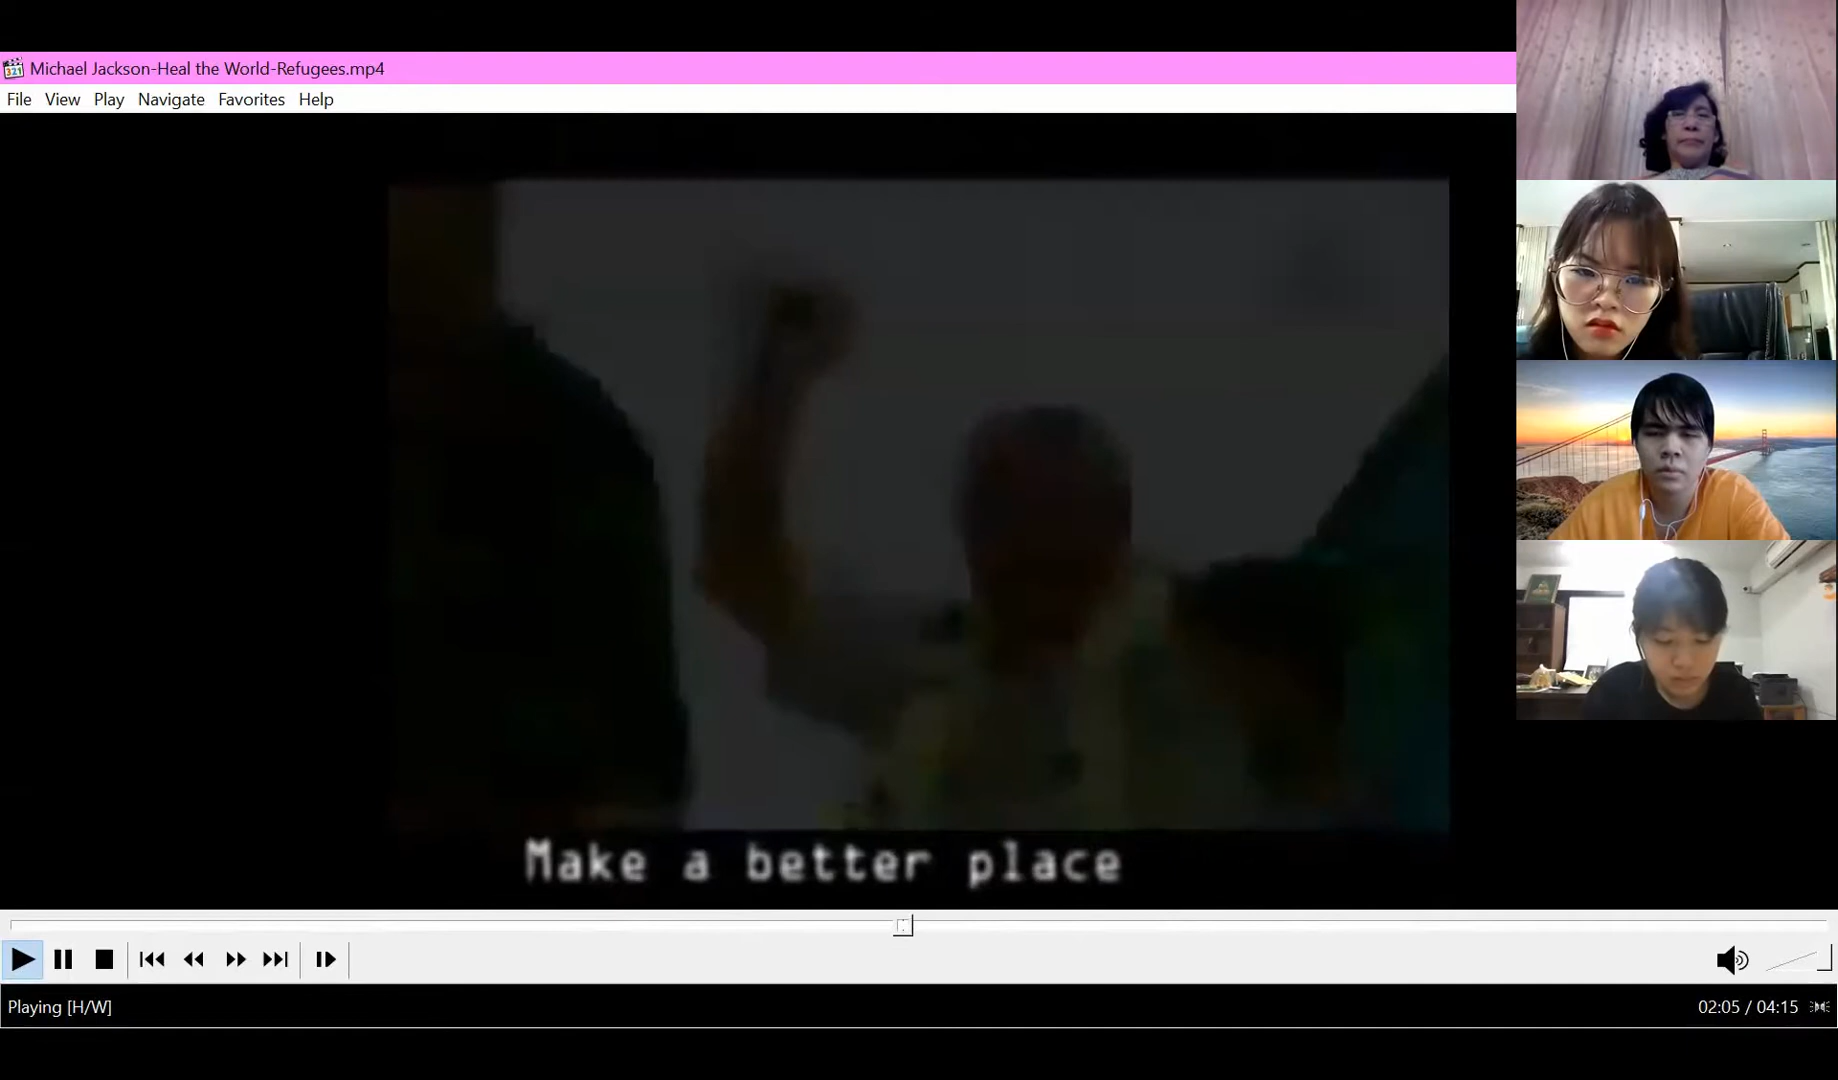 Michael Jackson-Heal the World-Refugees.mp4
File View Play Navigate Favorites Help
Make a better place
Playing [H/W]
02:05 / 04:15